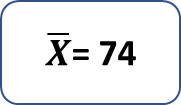 X̅ = 74